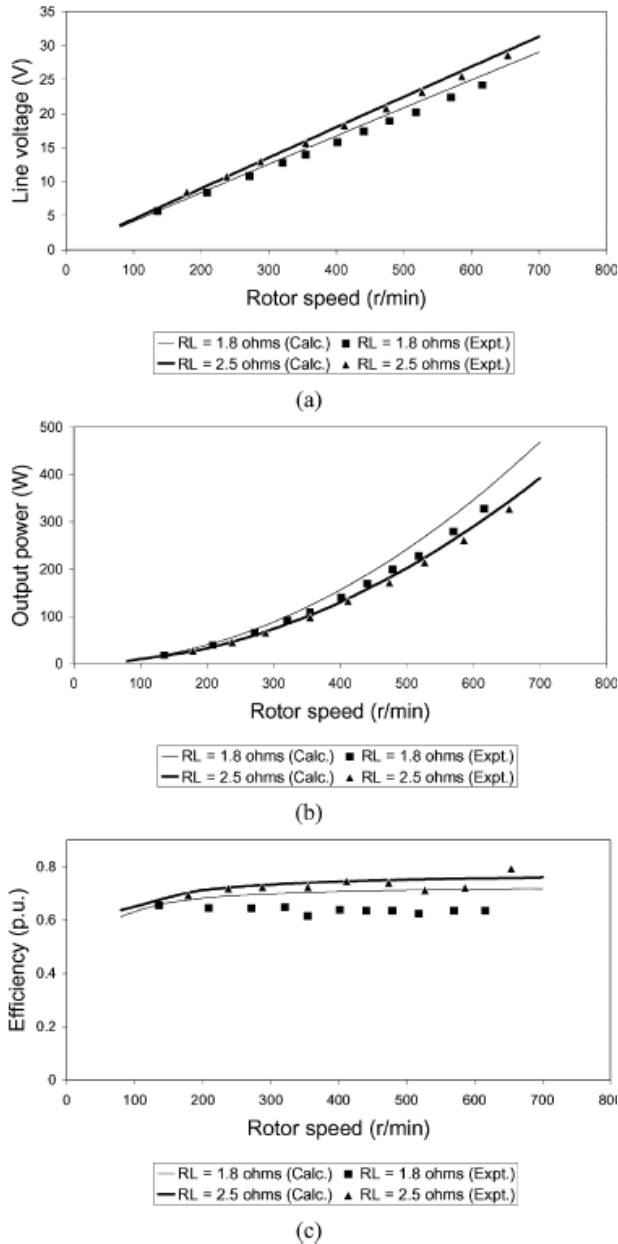 35
30
25
20
15
10
5
0
Line voltage (V)
0 100 200 300 400 500 600 700 800
Rotor speed (r/min)
RL = 1.8 ohms (Calc.) RL = 1.8 ohms (Expt.)
RL = 2.5 ohms (Calc.) RL = 2.5 ohms (Expt.)
(a)
500
400
300
200
100
0
Output power (W)
0 100 200 300 400 500 600 700 800
Rotor speed (r/min)
RL = 1.8 ohms (Calc.) RL = 1.8 ohms (Expt.)
RL = 2.5 ohms (Calc.) RL = 2.5 ohms (Expt.)
(b)
0.8
0.6
0.4
0.2
0
Efficiency (p.u.)
0 100 200 300 400 500 600 700 800
Rotor speed (r/min)
RL = 1.8 ohms (Calc.) RL = 1.8 ohms (Expt.)
RL = 2.5 ohms (Calc.) RL = 2.5 ohms (Expt.)
(c)